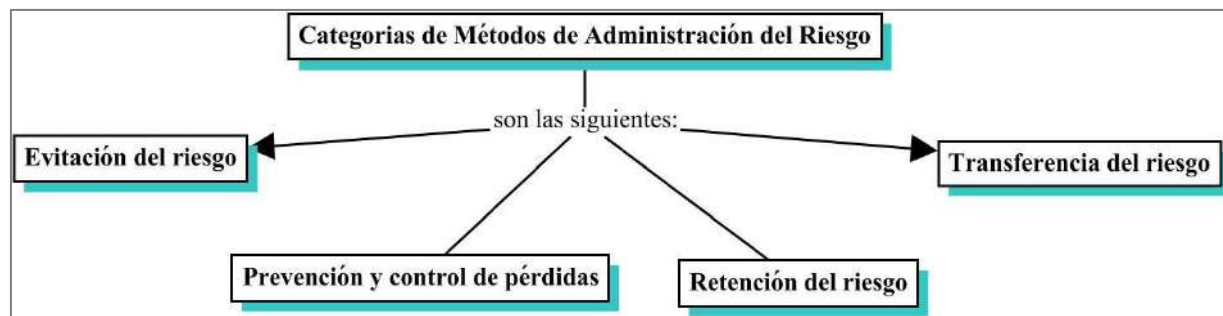 Categorias de Métodos de Administración del Riesgo
son las siguientes:
Evitación del riesgo
Transferencia del riesgo
Prevención y control de pérdidas
Retención del riesgo